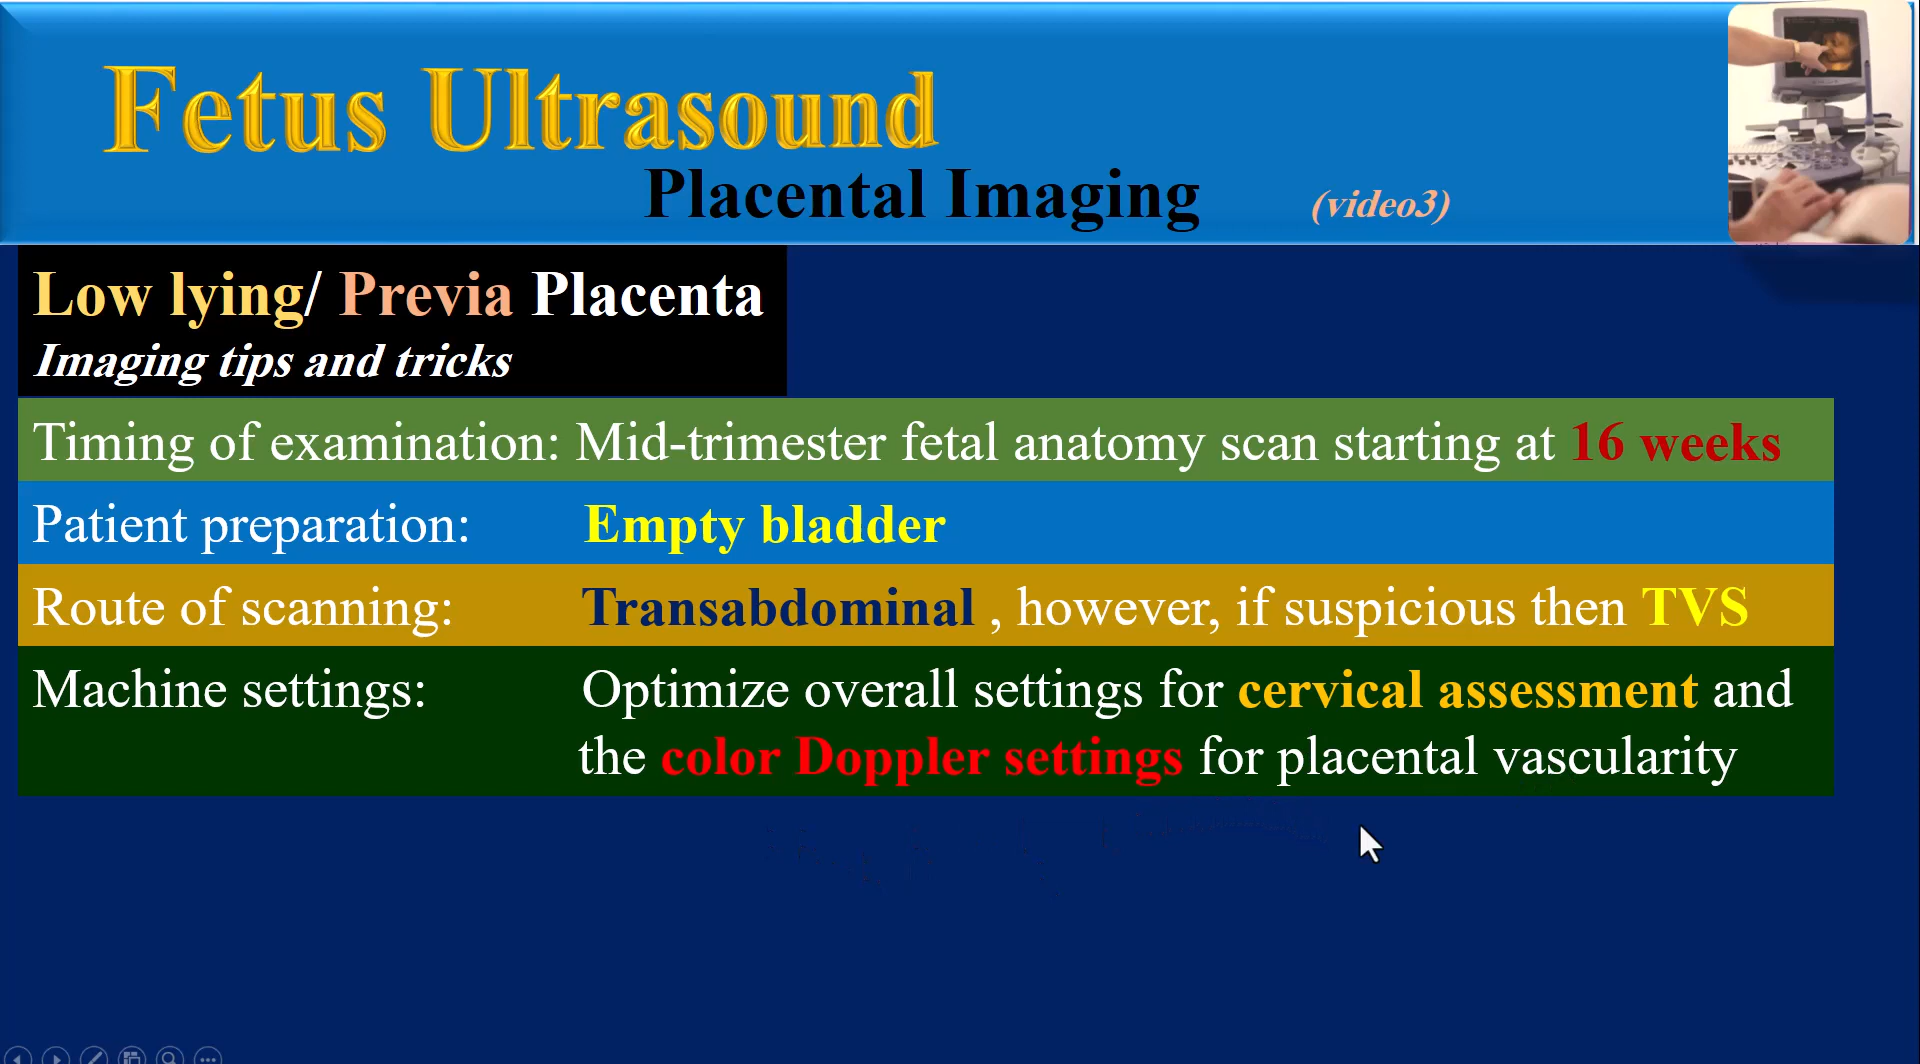 Fetus Ultrasound
Placental Imaging (video3)
Low lying/ Previa Placenta
Imaging tips and tricks
Timing of examination: Mid-trimester fetal anatomy scan starting at 16 weeks
Patient preparation: Empty bladder
Route of scanning: Transabdominal , however, if suspicious then TVS
Machine settings: Optimize overall settings for cervical assessment and
the color Doppler settings for placental vascularity